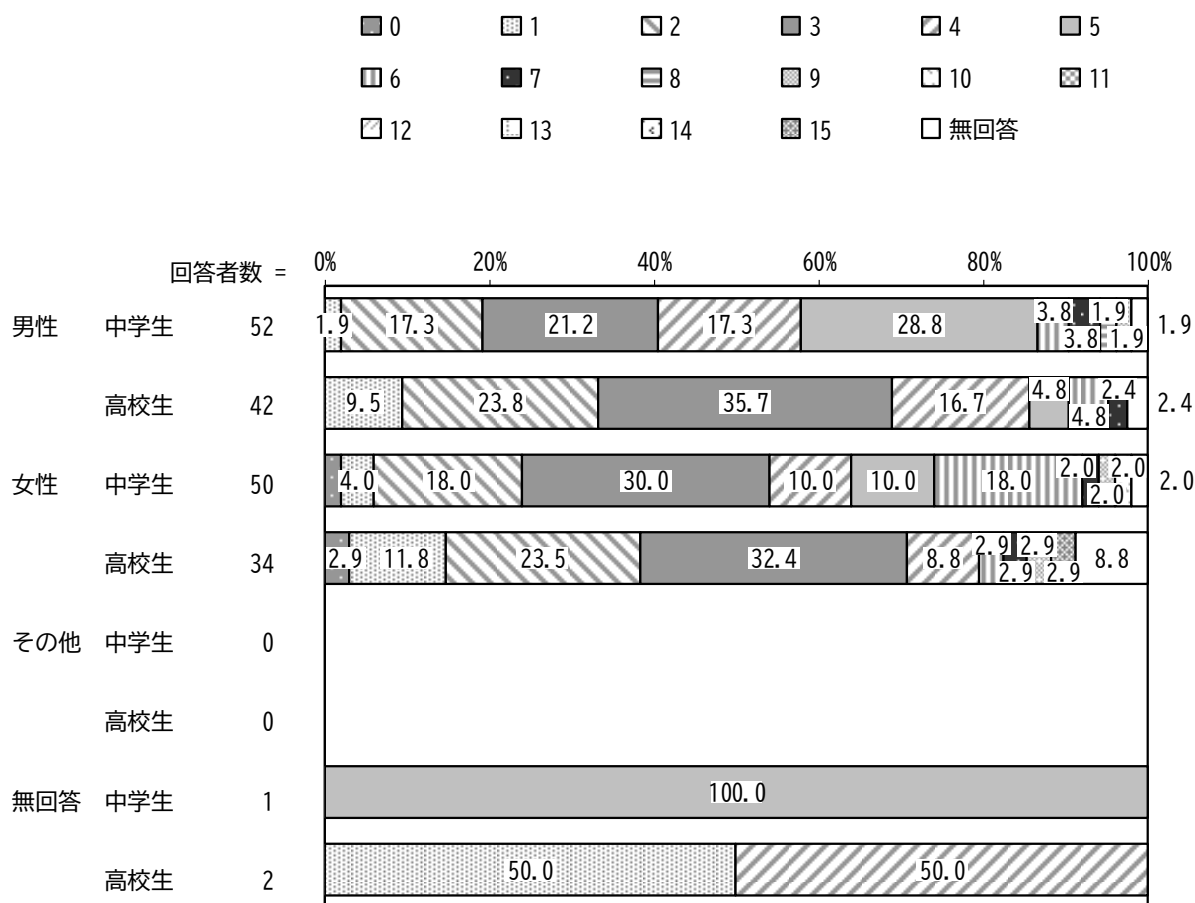 0 1 2 3 4 5
6 7 8 9 10 11
12 13 14 15 無回答
回答者数 = 0% 20% 40% 60% 80% 100%
男性 中学生 52 1.9 17.3 21.2 17.3 28.8 3.8 3.8 1.9 1.9 1.9
高校生 42 9.5 23.8 35.7 16.7 4.8 4.8 2.4 2.4
女性 中学生 50 4.0 18.0 30.0 10.0 10.0 18.0 2.0 2.0 2.0 2.0
高校生 34 2.9 11.8 23.5 32.4 8.8 2.9 2.9 2.9 2.9 8.8
その他 中学生 0
高校生 0
無回答 中学生 1 100.0
高校生 2 50.0 50.0